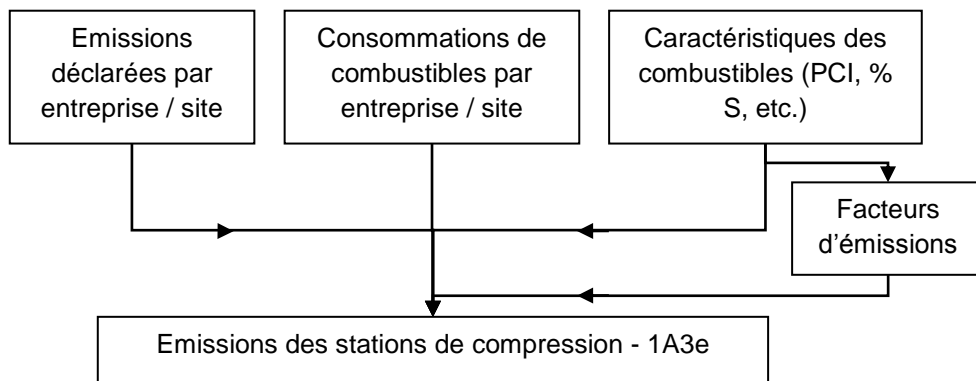 Emissions
déclarées par
entreprise / site
Consommations de
combustibles par
entreprise / site
Caractéristiques des
combustibles (PCI, %
S, etc.)
Facteurs
d’émissions
Emissions des stations de compression - 1A3e